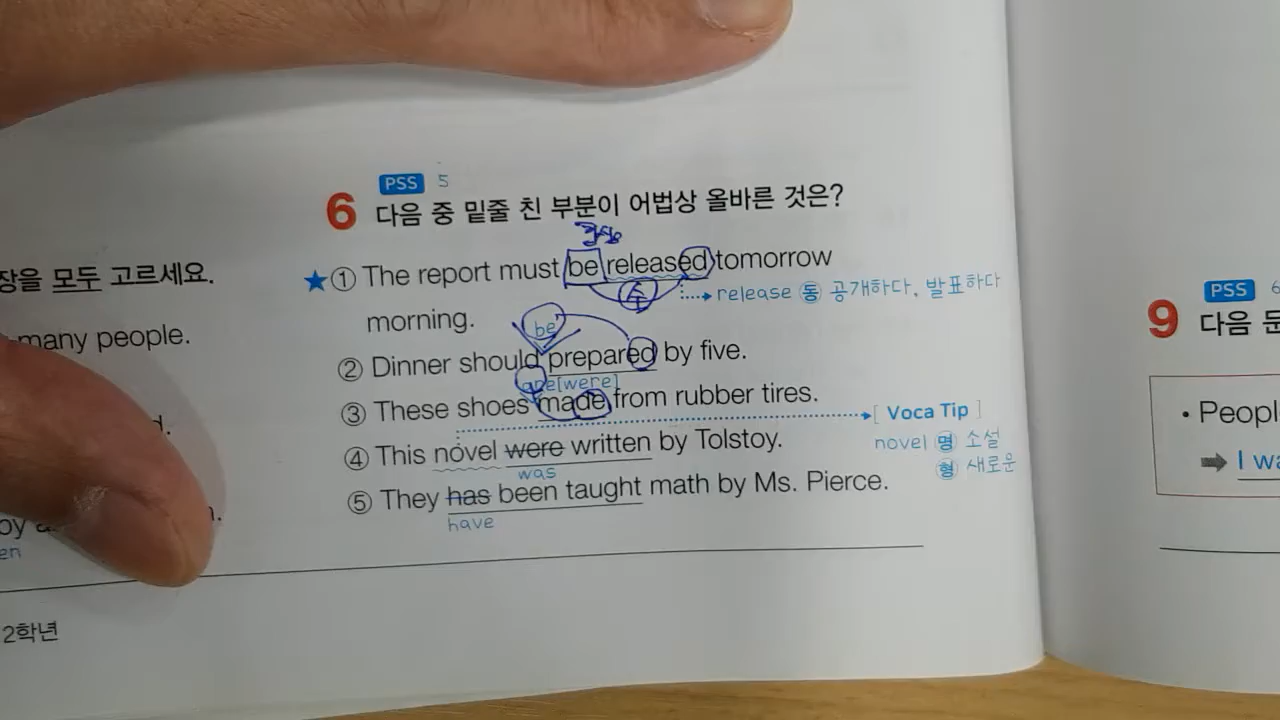 PSS 5
6 다음 중 밑줄 친 부분이 어법상 올바른 것은?
★① The report must be released tomorrow
release 동 공개하다, 발표하다
morning.
be
② Dinner should prepared by five.
are[were]
③ These shoes made from rubber tires.
[Voca Tip]
④ This novel were written by Tolstoy.
novel 명 소설
was
형 새로운
⑤ They has been taught math by Ms. Pierce.
have
장을 모두 고르세요.
many people.
d.
en
2학년
PSS 6
9 다음 문
• Peopl
➡ I wa